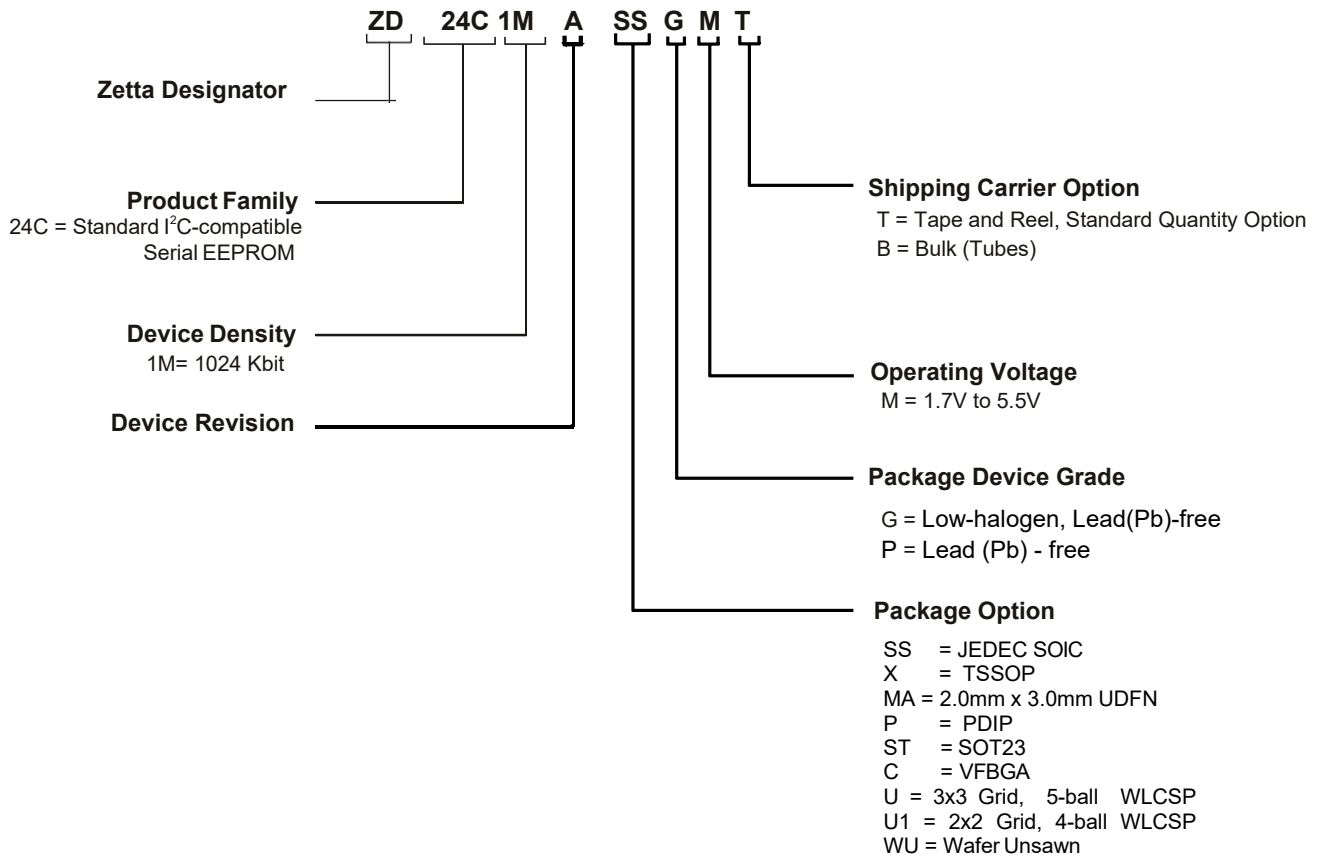 ZD 24C 1M A SS G M T
Zetta Designator
Product Family
24C = Standard I²C-compatible
Serial EEPROM
Device Density
1M= 1024 Kbit
Device Revision
Shipping Carrier Option
T = Tape and Reel, Standard Quantity Option
B = Bulk (Tubes)
Operating Voltage
M = 1.7V to 5.5V
Package Device Grade
G = Low-halogen, Lead(Pb)-free
P = Lead (Pb) - free
Package Option
SS = JEDEC SOIC
X = TSSOP
MA = 2.0mm x 3.0mm UDFN
P = PDIP
ST = SOT23
C = VFBGA
U = 3x3 Grid, 5-ball WLCSP
U1 = 2x2 Grid, 4-ball WLCSP
WU = Wafer Unsawn